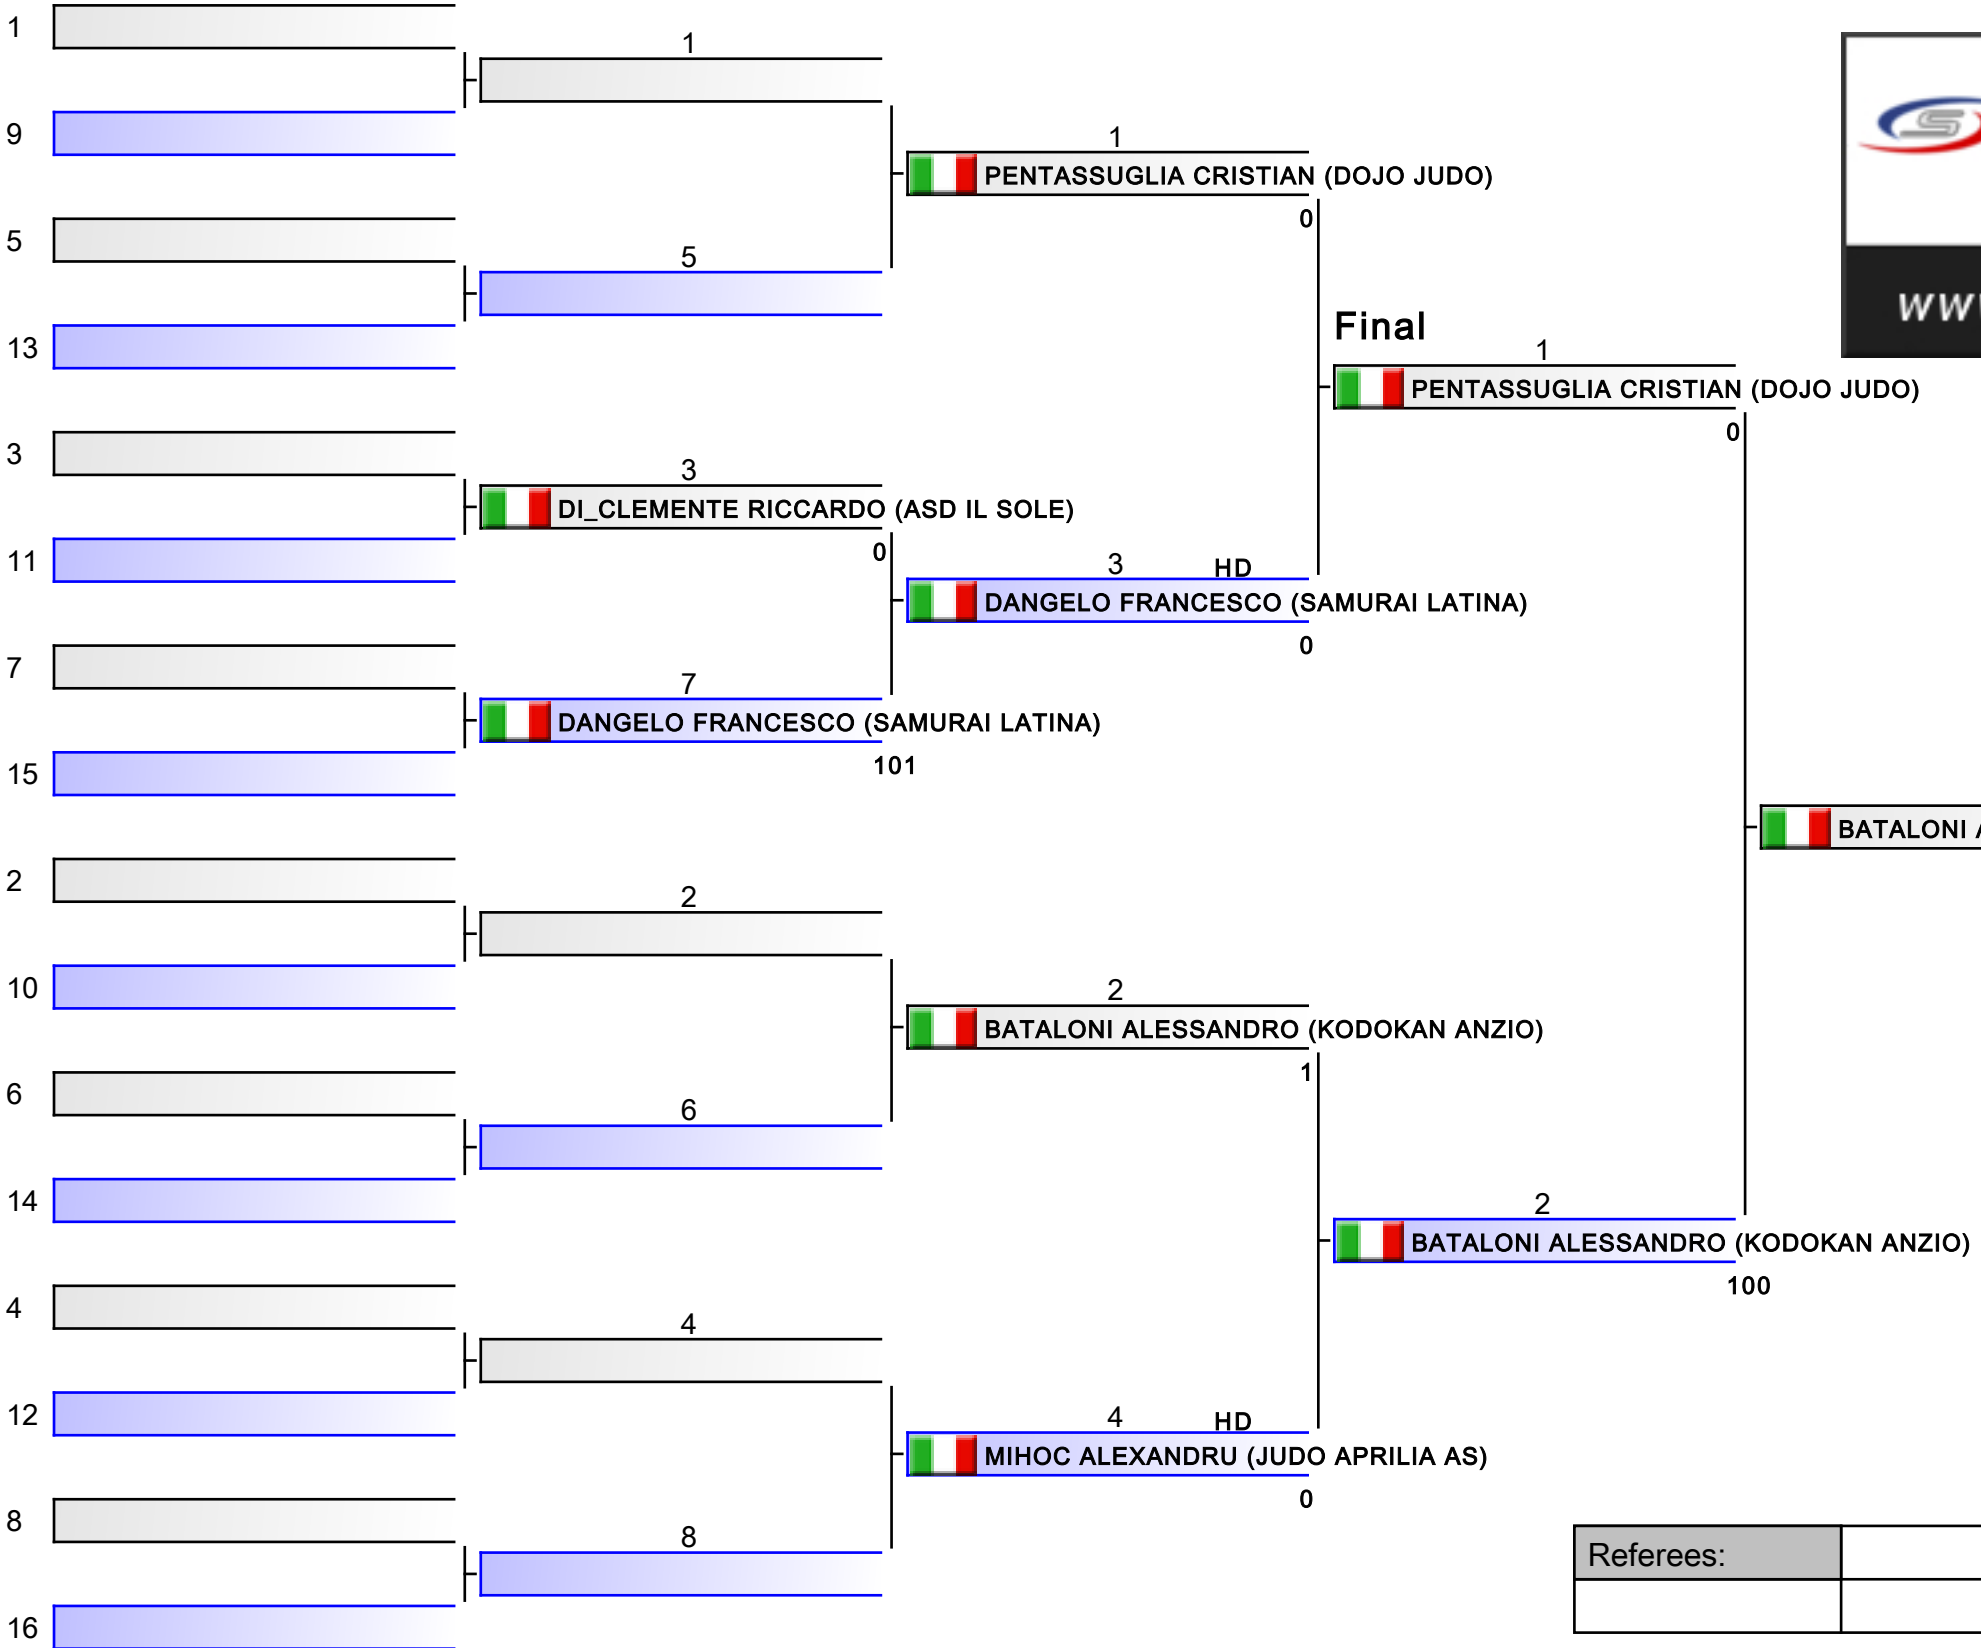 1
1
9
1
PENTASSUGLIA CRISTIAN (DOJO JUDO)
0
5
5
13
Final
1
PENTASSUGLIA CRISTIAN (DOJO JUDO)
0
3
3
DI_CLEMENTE RICCARDO (ASD IL SOLE)
0
11
3 HD
DANGELO FRANCESCO (SAMURAI LATINA)
0
7
7
DANGELO FRANCESCO (SAMURAI LATINA)
101
15
BATALONI
2
2
10
2
BATALONI ALESSANDRO (KODOKAN ANZIO)
1
6
6
14
2
BATALONI ALESSANDRO (KODOKAN ANZIO)
100
4
4
12
4 HD
MIHOC ALEXANDRU (JUDO APRILIA AS)
0
8
8
16
Referees: